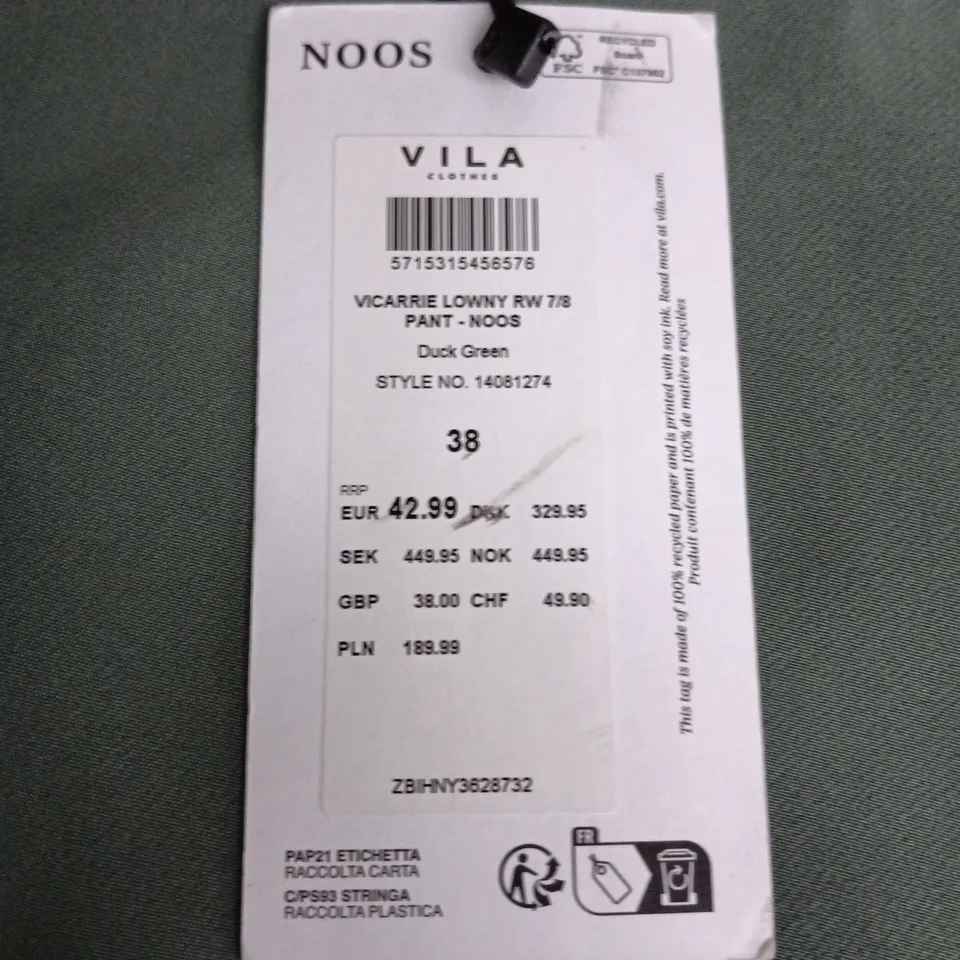 NOOS
FSC
RECYCLED
Board
FSC® C137982
VILA
CLOTHES
5715315456576
VICARRIE LOWNY RW 7/8
PANT - NOOS
Duck Green
STYLE NO. 14081274
38
RRP
EUR 42.99 DKK 329.95
SEK 449.95 NOK 449.95
GBP 38.00 CHF 49.90
PLN 189.99
ZBIHNY3628732
This tag is made of 100% recycled paper and is printed with soy ink. Read more at vila.com.
Produit contenant 100% de matières recyclées
PAP21 ETICHETTA
RACCOLTA CARTA
C/PS93 STRINGA
RACCOLTA PLASTICA
FR